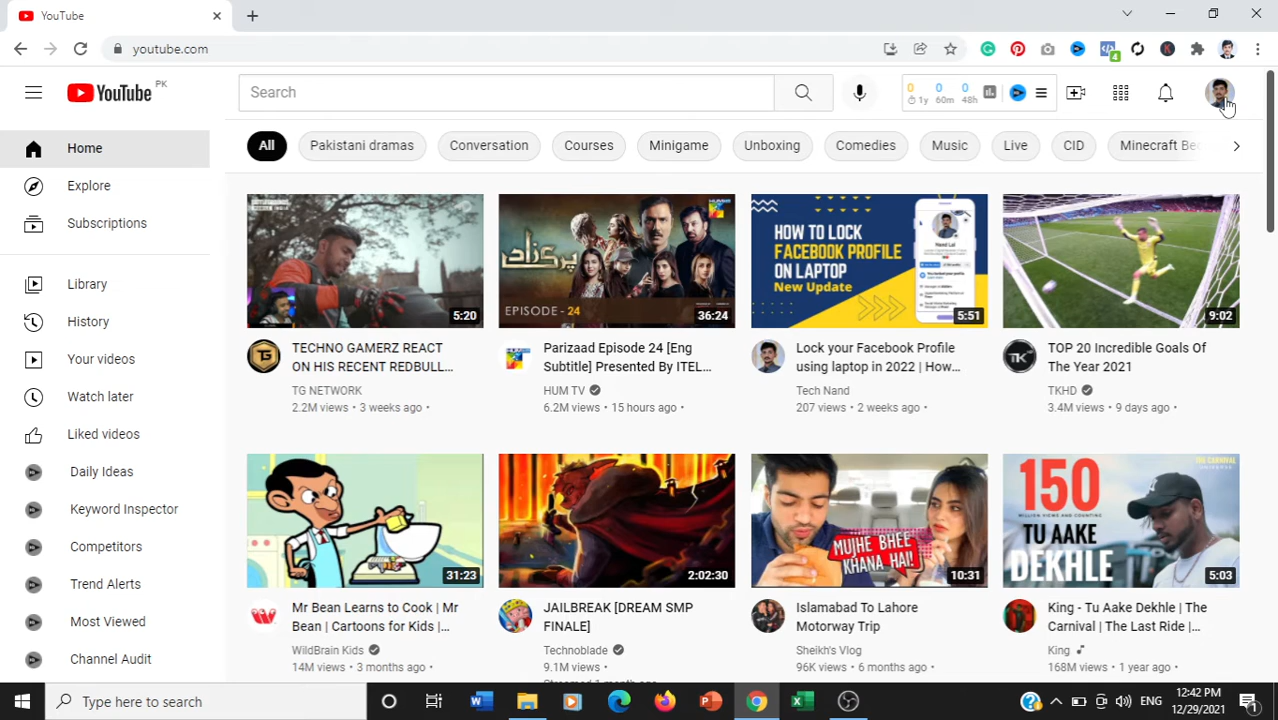 YouTube
youtube.com
4
YouTube PK
Search
0 0 0
1y 60m 48h
Home
Explore
Subscriptions
Library
History
Your videos
Watch later
Liked videos
Daily Ideas
Keyword Inspector
Competitors
Trend Alerts
Most Viewed
Channel Audit
All Pakistani dramas Conversation Courses Minigame Unboxing Comedies Music Live CID Minecraft Be
5:20
TECHNO GAMERZ REACT
ON HIS RECENT REDBULL...
TG NETWORK
2.2M views • 3 weeks ago •
پرىزاد
EPISODE - 24
36:24
Parizaad Episode 24 [Eng
Subtitle] Presented By ITEL...
HUM TV
6.2M views • 15 hours ago •
HOW TO LOCK
FACEBOOK PROFILE
ON LAPTOP
New Update
Nand Lal
5:51
Lock your Facebook Profile
using laptop in 2022 | How...
Tech Nand
207 views • 2 weeks ago •
9:02
TOP 20 Incredible Goals Of
The Year 2021
TKHD
3.4M views • 9 days ago •
31:23
Mr Bean Learns to Cook | Mr
Bean | Cartoons for Kids |...
WildBrain Kids
14M views • 3 months ago •
2:02:30
JAILBREAK [DREAM SMP
FINALE]
Technoblade
9.1M views •
Streamed 1 month ago
MUJHE BHEE
KHANA HAI!
10:31
Islamabad To Lahore
Motorway Trip
Sheikh's Vlog
96K views • 6 months ago •
THE CARNIVAL
150
MILLION VIEWS AND COUNTING
TU AAKE
DEKHLE
5:03
King - Tu Aake Dekhle | The
Carnival | The Last Ride |...
King
168M views • 1 year ago •
Type here to search
ENG
12:42 PM
12/29/2021
1